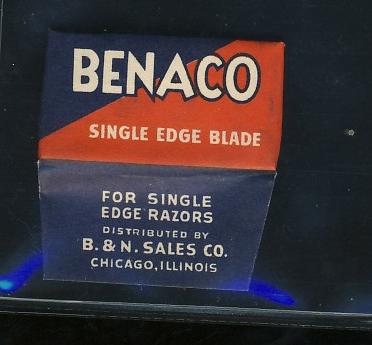 BENACO
SINGLE EDGE BLADE
FOR SINGLE
EDGE RAZORS
DISTRIBUTED BY
B. & N. SALES CO.
CHICAGO, ILLINOIS